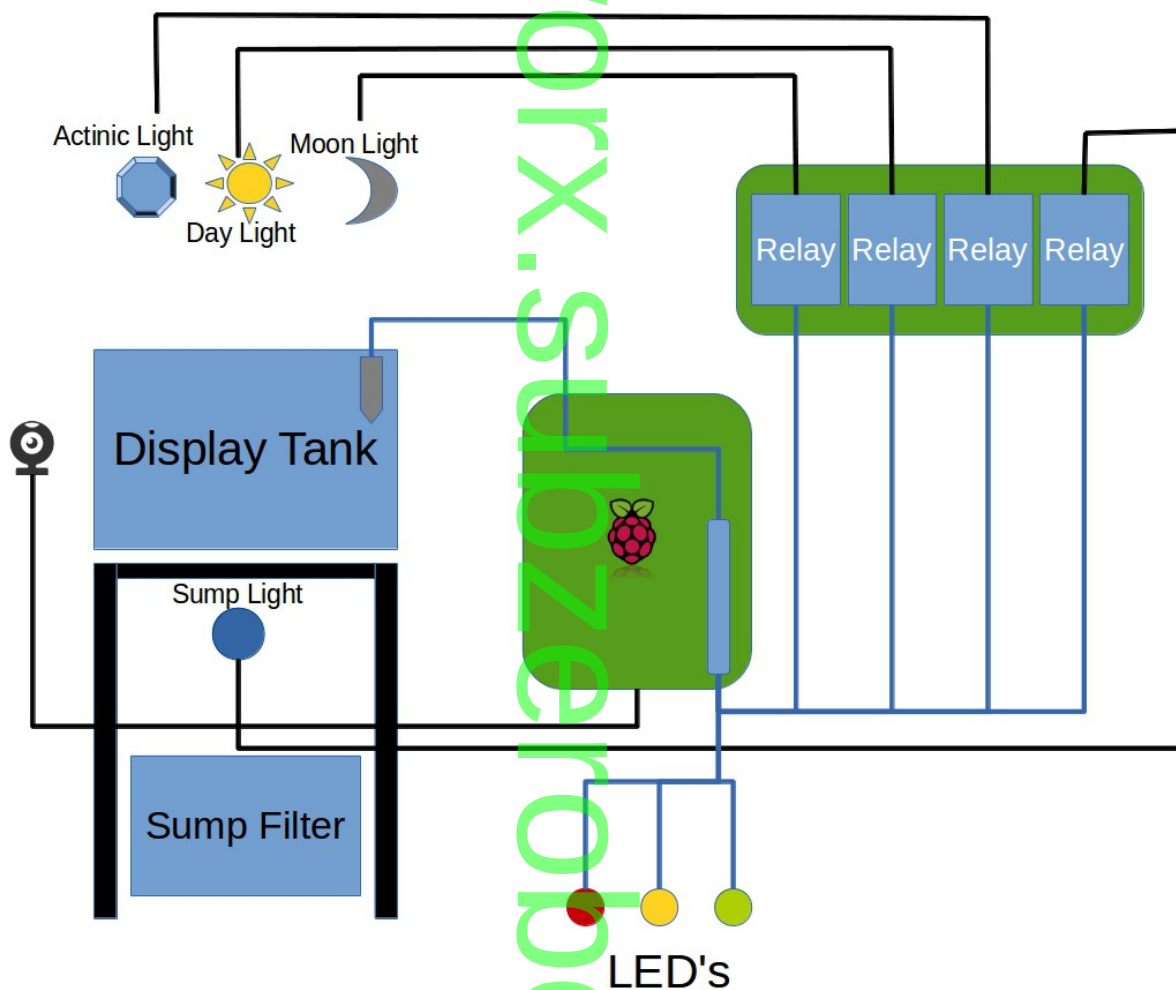 Actinic Light
Moon Light
Day Light
Relay
Relay
Relay
Relay
Display Tank
Sump Light
Sump Filter
LED's